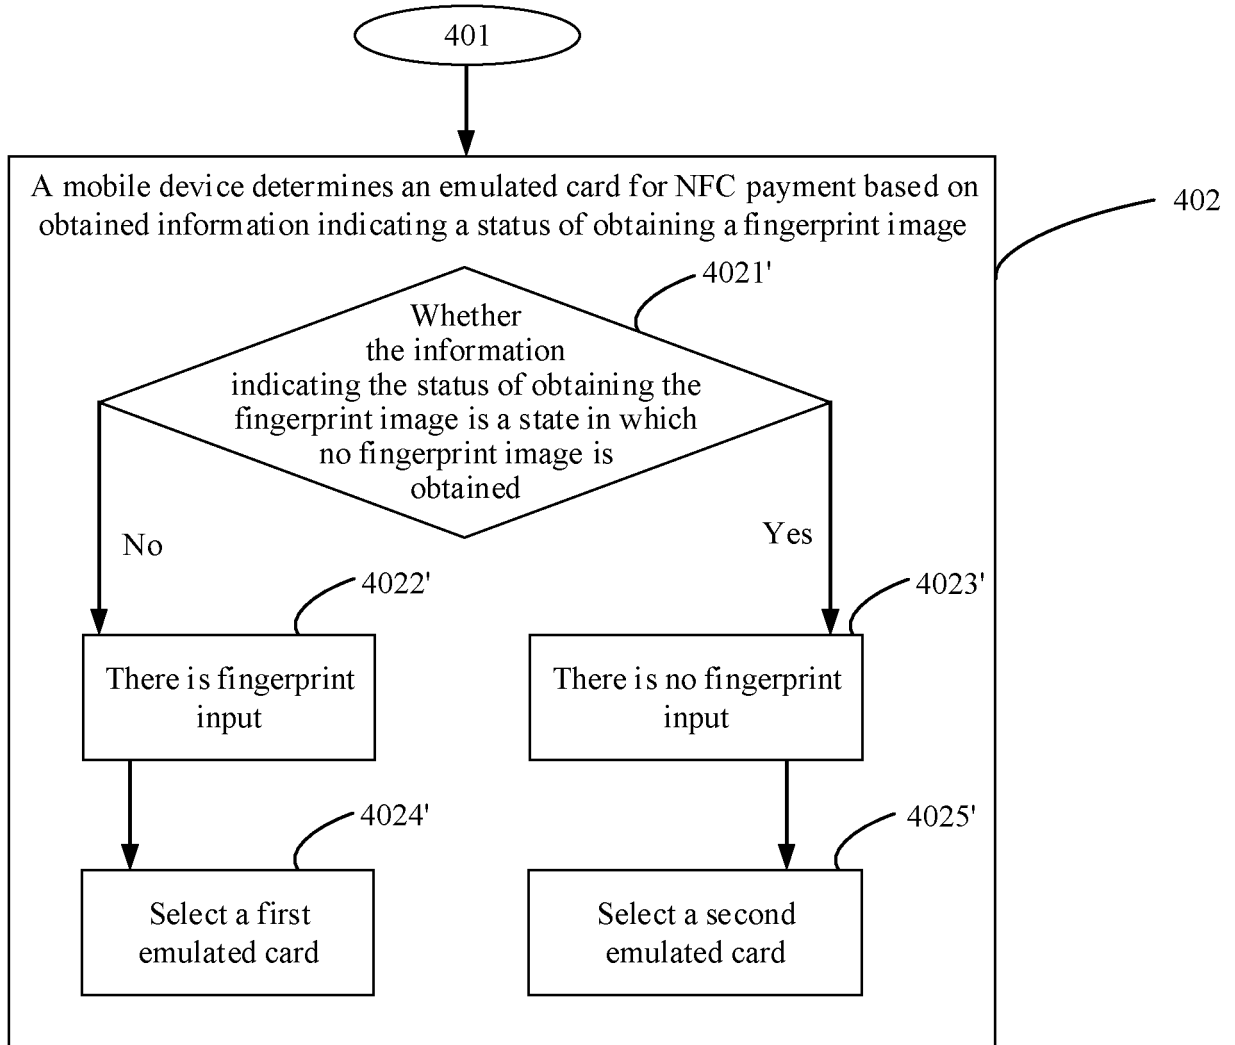 401
A mobile device determines an emulated card for NFC payment based on
obtained information indicating a status of obtaining a fingerprint image
402
4021'
Whether
the information
indicating the status of obtaining the
fingerprint image is a state in which
no fingerprint image is
obtained
No
Yes
4022'
4023'
There is fingerprint
input
There is no fingerprint
input
4024'
4025'
Select a first
emulated card
Select a second
emulated card